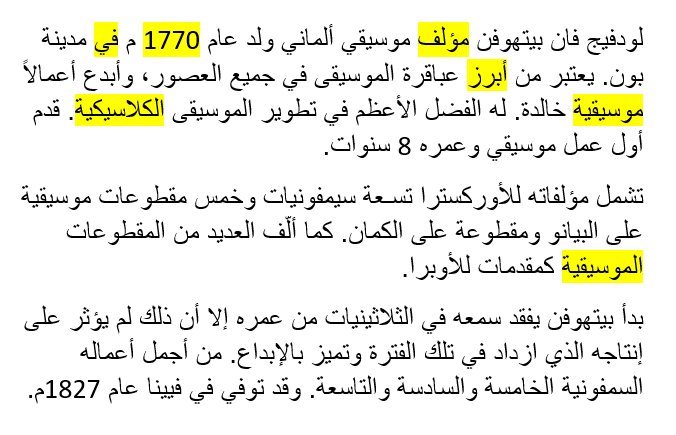 لودفيج فان بيتهوفن مؤلف موسيقي ألماني ولد عام 1770 م في مدينة
بون. يعتبر من أبرز عباقرة الموسيقى في جميع العصور، وأبدع أعمالاً
موسيقية خالدة. له الفضل الأعظم في تطوير الموسيقى الكلاسيكية. قدم
أول عمل موسيقي وعمره 8 سنوات.
تشمل مؤلفاته للأوركسترا تسعة سيمفونيات وخمس مقطوعات موسيقية
على البيانو ومقطوعة على الكمان. كما ألّف العديد من المقطوعات
الموسيقية كمقدمات للأوبرا.
بدأ بيتهوفن يفقد سمعه في الثلاثينيات من عمره إلا أن ذلك لم يؤثر على
إنتاجه الذي ازداد في تلك الفترة وتميز بالإبداع. من أجمل أعماله
السمفونية الخامسة والسادسة والتاسعة. وقد توفي في فيينا عام 1827م.